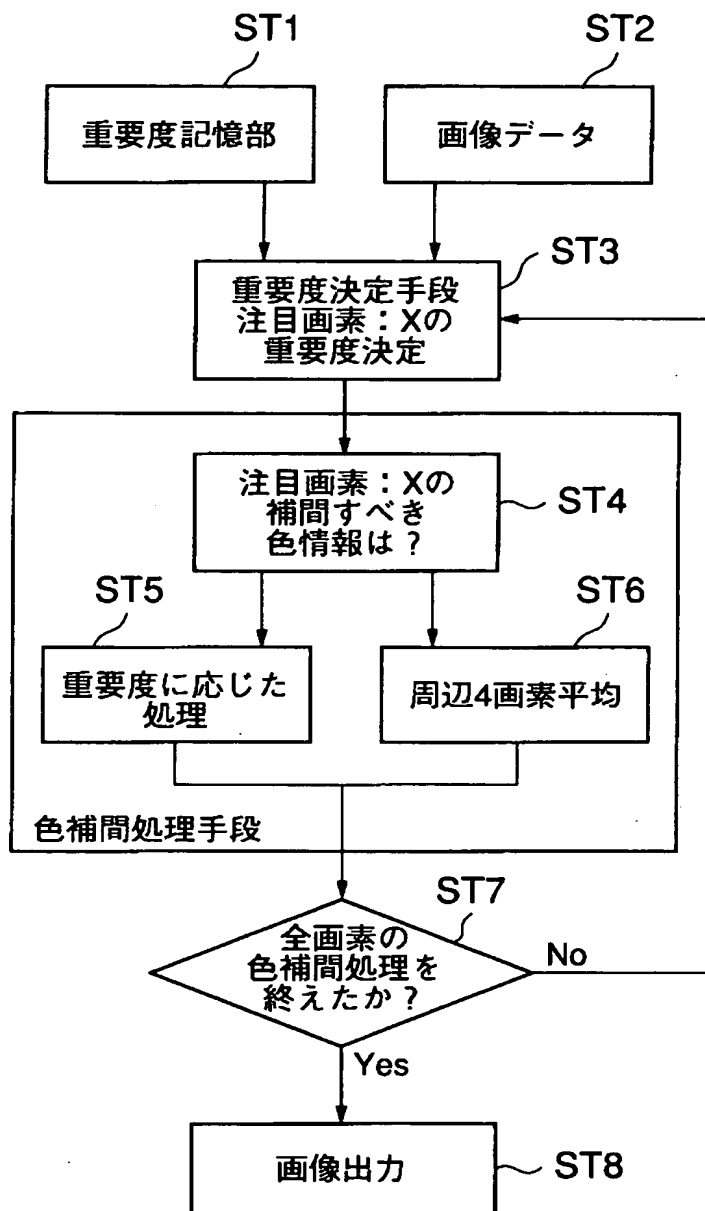 ST1
ST2
重要度記憶部
画像データ
ST3
重要度決定手段
注目画素：Xの
重要度決定
注目画素：Xの
補間すべき
色情報は？
ST4
ST5
ST6
重要度に応じた
処理
周辺4画素平均
色補間処理手段
ST7
全画素の
色補間処理を
終えたか？
No
Yes
画像出力
ST8